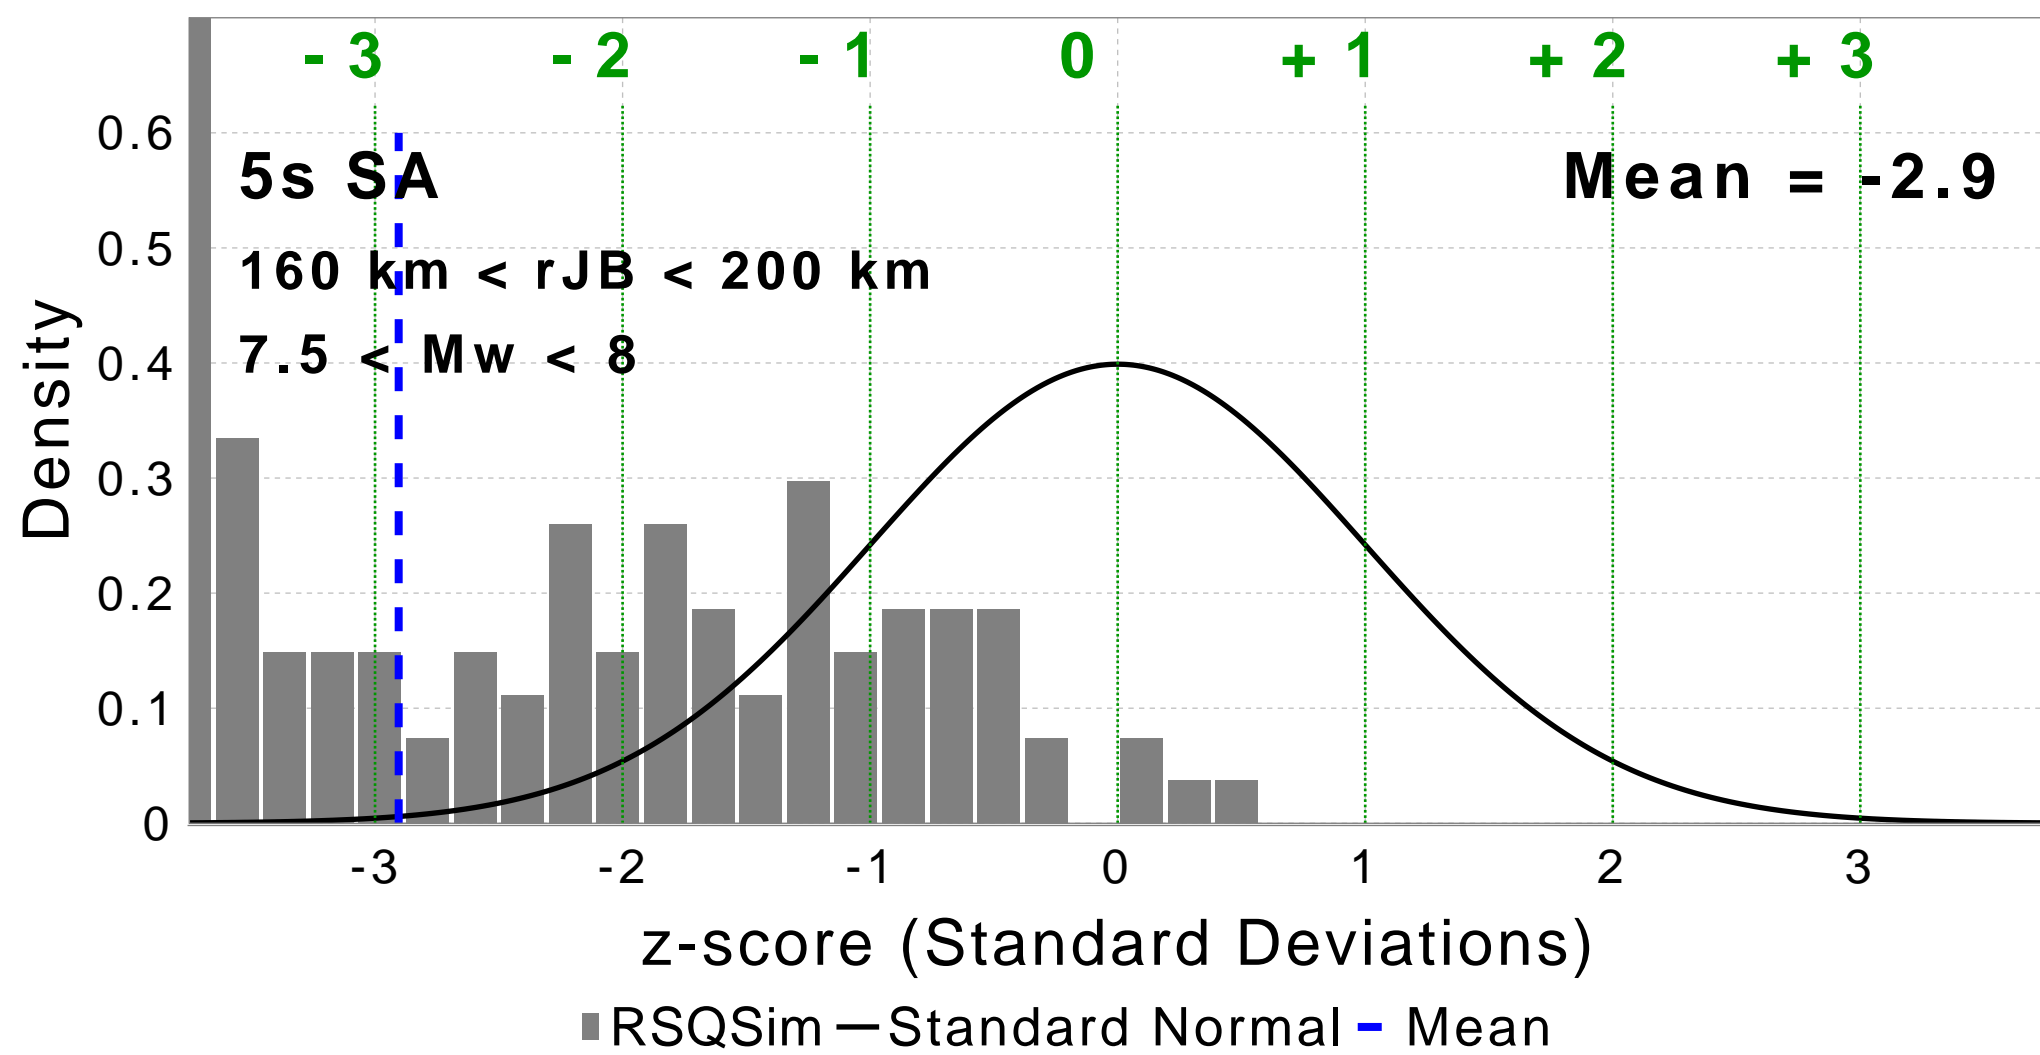 - 3 - 2 - 1 0 + 1 + 2 + 3
0.6
5s SA
Mean = -2.9
0.5
160 km < rJB < 200 km
0.4
7.5 < Mw < 8
0.3
0.2
0.1
0
Density
-3 -2 -1 0 1 2 3
z-score (Standard Deviations)
RSQSim Standard Normal Mean